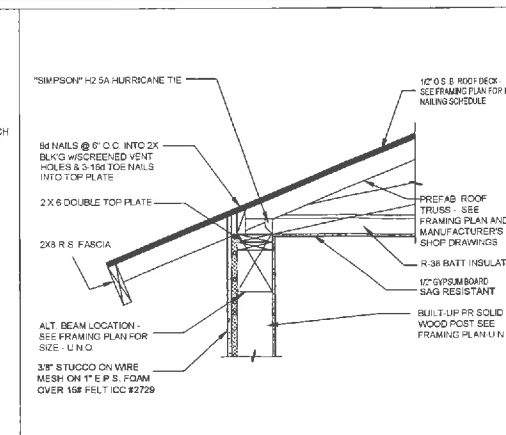 CH
"SIMPSON" H2 5A HURRICANE TIE
8d NAILS @ 6" O.C. INTO 2X
BLK'G W/SCREENED VENT
HOLES & 3-16d TOE NAILS
INTO TOP PLATE
2 X 6 DOUBLE TOP PLATE
2X8 R.S. FASCIA
ALT. BEAM LOCATION -
SEE FRAMING PLAN FOR
SIZE - U.N.O.
3/8" STUCCO ON WIRE
MESH ON 1" E.P.S. FOAM
OVER 15# FELT ICC #2729
1/2" O.S.B. ROOF DECK -
SEE FRAMING PLAN FOR
NAILING SCHEDULE
PREFAB. ROOF
TRUSS - SEE
FRAMING PLAN AND
MANUFACTURER'S
SHOP DRAWINGS
R-38 BATT INSULAT
1/2" GYPSUM BOARD
SAG RESISTANT
BUILT-UP PR SOLID
WOOD POST SEE
FRAMING PLAN-U.N